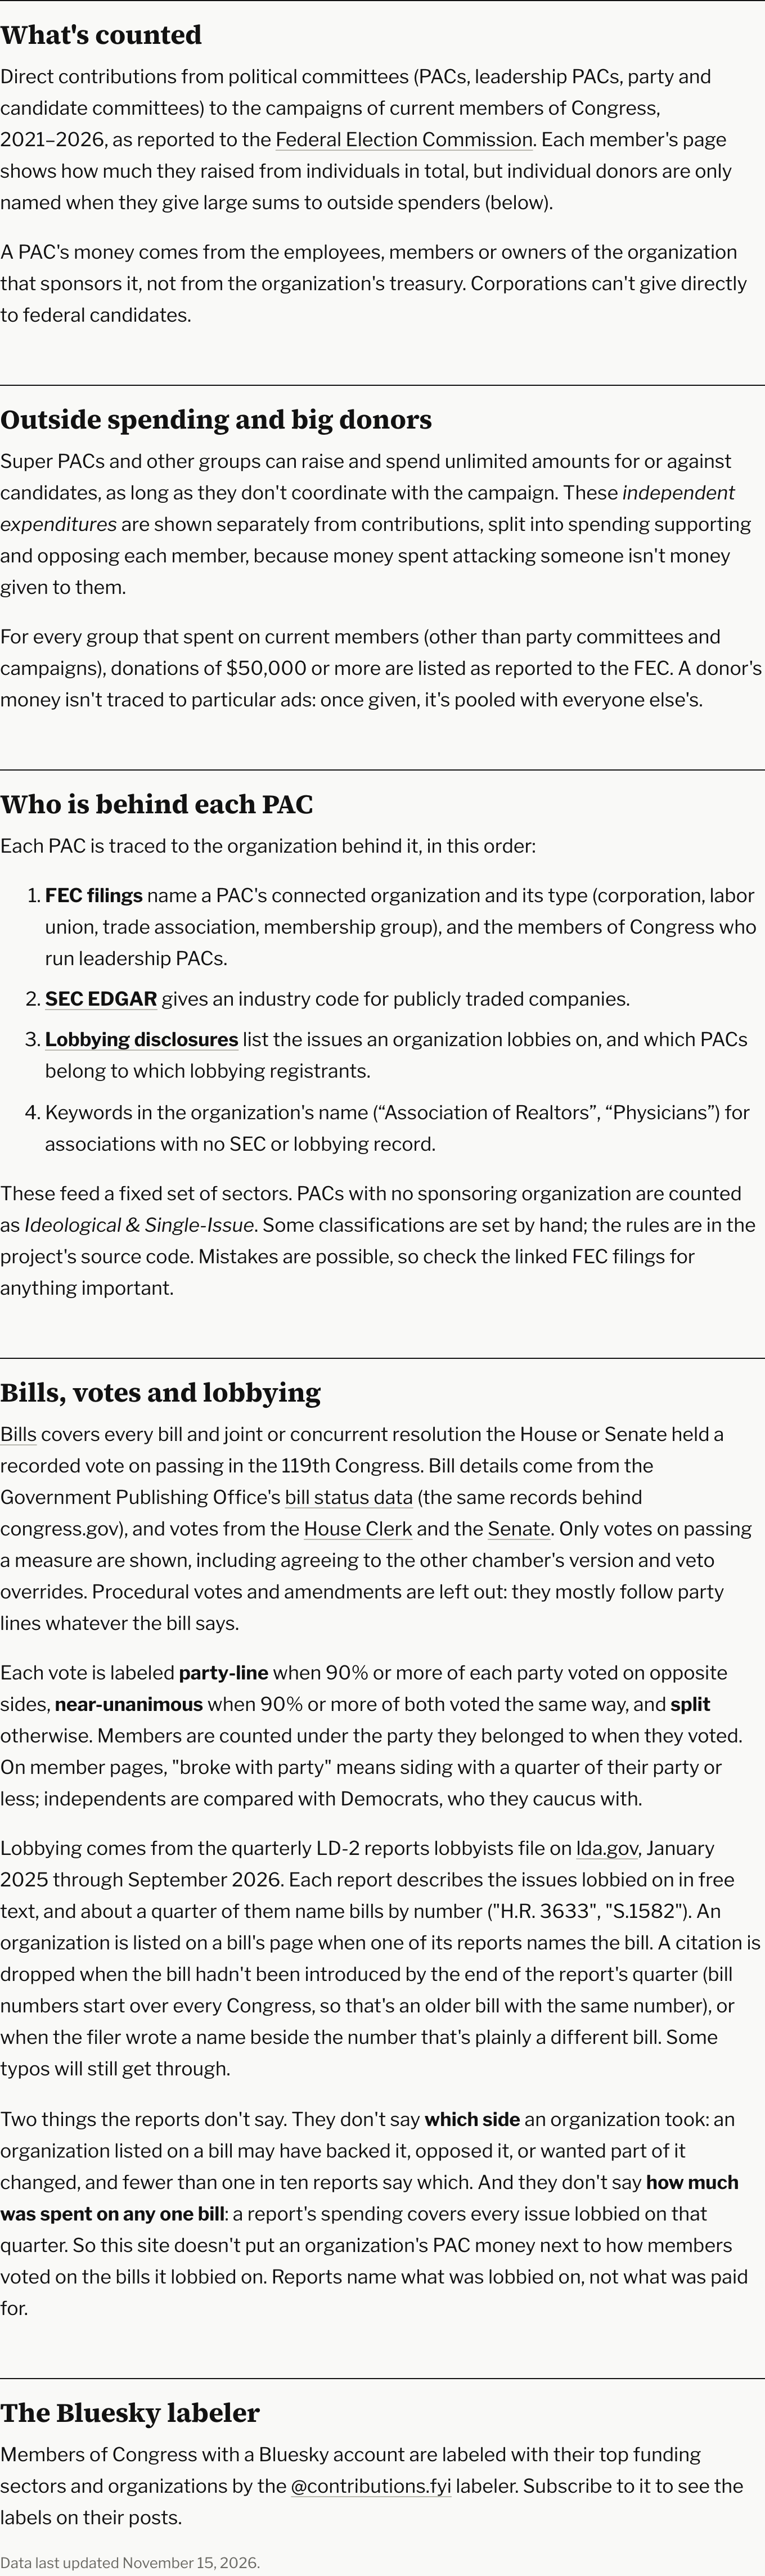 What's counted
Direct contributions from political committees (PACs, leadership PACs, party and
candidate committees) to the campaigns of current members of Congress,
2021–2026, as reported to the Federal Election Commission. Each member's page
shows how much they raised from individuals in total, but individual donors are only
named when they give large sums to outside spenders (below).
A PAC's money comes from the employees, members or owners of the organization
that sponsors it, not from the organization's treasury. Corporations can't give directly
to federal candidates.
Outside spending and big donors
Super PACs and other groups can raise and spend unlimited amounts for or against
candidates, as long as they don't coordinate with the campaign. These independent
expenditures are shown separately from contributions, split into spending supporting
and opposing each member, because money spent attacking someone isn't money
given to them.
For every group that spent on current members (other than party committees and
campaigns), donations of $50,000 or more are listed as reported to the FEC. A donor's
money isn't traced to particular ads: once given, it's pooled with everyone else's.
Who is behind each PAC
Each PAC is traced to the organization behind it, in this order:
1. FEC filings name a PAC's connected organization and its type (corporation, labor
union, trade association, membership group), and the members of Congress who
run leadership PACs.
2. SEC EDGAR gives an industry code for publicly traded companies.
3. Lobbying disclosures list the issues an organization lobbies on, and which PACs
belong to which lobbying registrants.
4. Keywords in the organization's name (“Association of Realtors”, “Physicians”) for
associations with no SEC or lobbying record.
These feed a fixed set of sectors. PACs with no sponsoring organization are counted
as Ideological & Single-Issue. Some classifications are set by hand; the rules are in the
project's source code. Mistakes are possible, so check the linked FEC filings for
anything important.
Bills, votes and lobbying
Bills covers every bill and joint or concurrent resolution the House or Senate held a
recorded vote on passing in the 119th Congress. Bill details come from the
Government Publishing Office's bill status data (the same records behind
congress.gov), and votes from the House Clerk and the Senate. Only votes on passing
a measure are shown, including agreeing to the other chamber's version and veto
overrides. Procedural votes and amendments are left out: they mostly follow party
lines whatever the bill says.
Each vote is labeled party-line when 90% or more of each party voted on opposite
sides, near-unanimous when 90% or more of both voted the same way, and split
otherwise. Members are counted under the party they belonged to when they voted.
On member pages, "broke with party" means siding with a quarter of their party or
less; independents are compared with Democrats, who they caucus with.
Lobbying comes from the quarterly LD-2 reports lobbyists file on lda.gov, January
2025 through September 2026. Each report describes the issues lobbied on in free
text, and about a quarter of them name bills by number ("H.R. 3633", "S.1582"). An
organization is listed on a bill's page when one of its reports names the bill. A citation is
dropped when the bill hadn't been introduced by the end of the report's quarter (bill
numbers start over every Congress, so that's an older bill with the same number), or
when the filer wrote a name beside the number that's plainly a different bill. Some
typos will still get through.
Two things the reports don't say. They don't say which side an organization took: an
organization listed on a bill may have backed it, opposed it, or wanted part of it
changed, and fewer than one in ten reports say which. And they don't say how much
was spent on any one bill: a report's spending covers every issue lobbied on that
quarter. So this site doesn't put an organization's PAC money next to how members
voted on the bills it lobbied on. Reports name what was lobbied on, not what was paid
for.
The Bluesky labeler
Members of Congress with a Bluesky account are labeled with their top funding
sectors and organizations by the @contributions.fyi labeler. Subscribe to it to see the
labels on their posts.
Data last updated November 15, 2026.